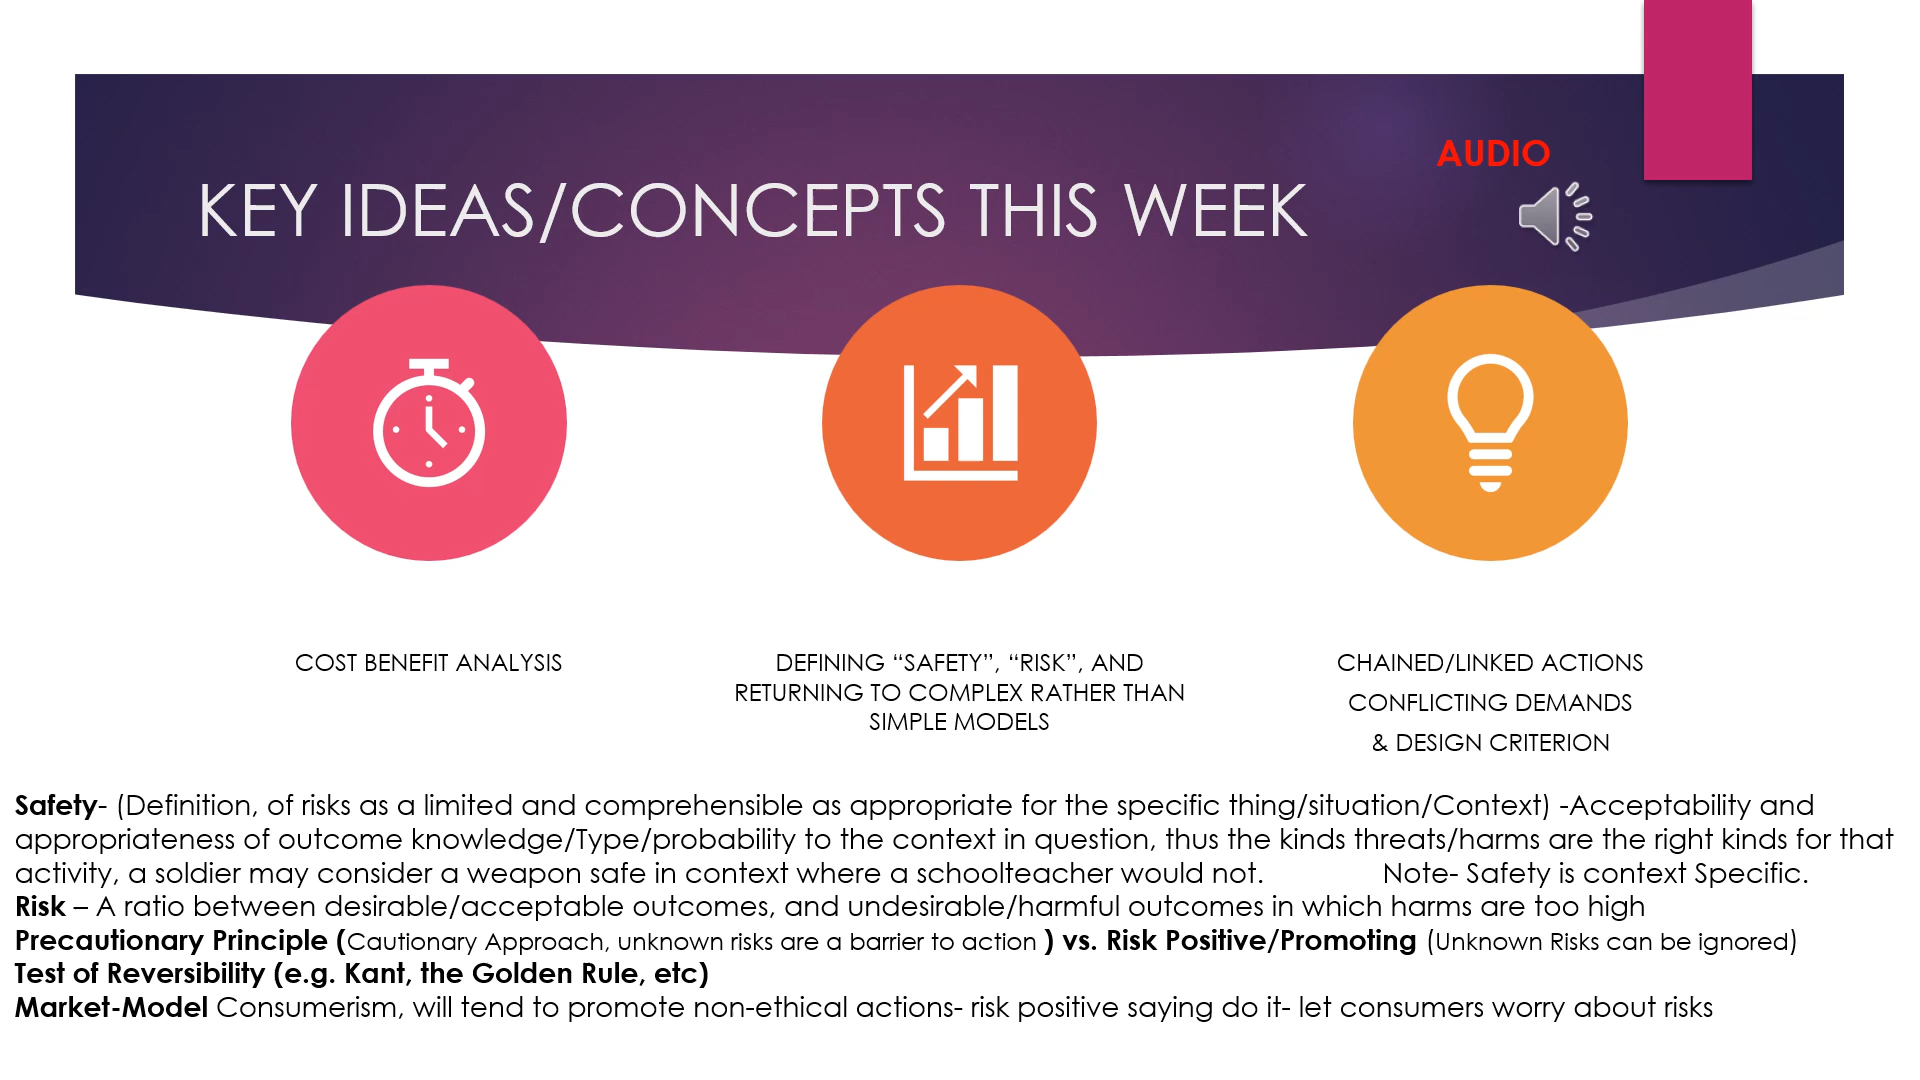 AUDIO
KEY IDEAS/CONCEPTS THIS WEEK
COST BENEFIT ANALYSIS
DEFINING “SAFETY”, “RISK”, AND
RETURNING TO COMPLEX RATHER THAN
SIMPLE MODELS
CHAINED/LINKED ACTIONS
CONFLICTING DEMANDS
& DESIGN CRITERION
Safety- (Definition, of risks as a limited and comprehensible as appropriate for the specific thing/situation/Context) -Acceptability and
appropriateness of outcome knowledge/Type/probability to the context in question, thus the kinds threats/harms are the right kinds for that
activity, a soldier may consider a weapon safe in context where a schoolteacher would not. Note- Safety is context Specific.
Risk – A ratio between desirable/acceptable outcomes, and undesirable/harmful outcomes in which harms are too high
Precautionary Principle (Cautionary Approach, unknown risks are a barrier to action ) vs. Risk Positive/Promoting (Unknown Risks can be ignored)
Test of Reversibility (e.g. Kant, the Golden Rule, etc)
Market-Model Consumerism, will tend to promote non-ethical actions- risk positive saying do it- let consumers worry about risks